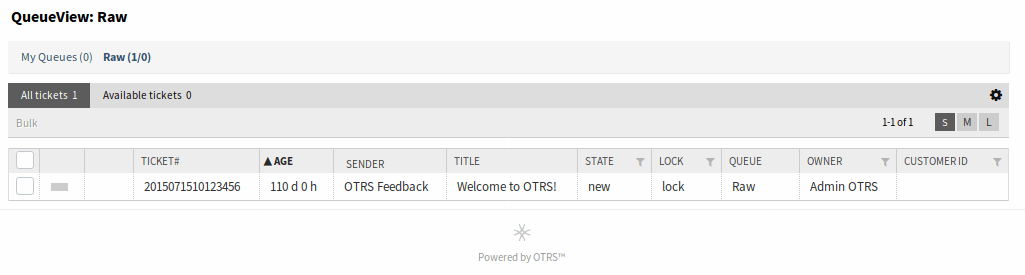 QueueView: Raw
My Queues (0) Raw (1/0)
All tickets 1 Available tickets 0
Bulk 1-1 of 1 S M L
TICKET# ▲ AGE SENDER TITLE STATE LOCK QUEUE OWNER CUSTOMER ID
2015071510123456 110 d 0 h OTRS Feedback Welcome to OTRS! new lock Raw Admin OTRS
Powered by OTRS™